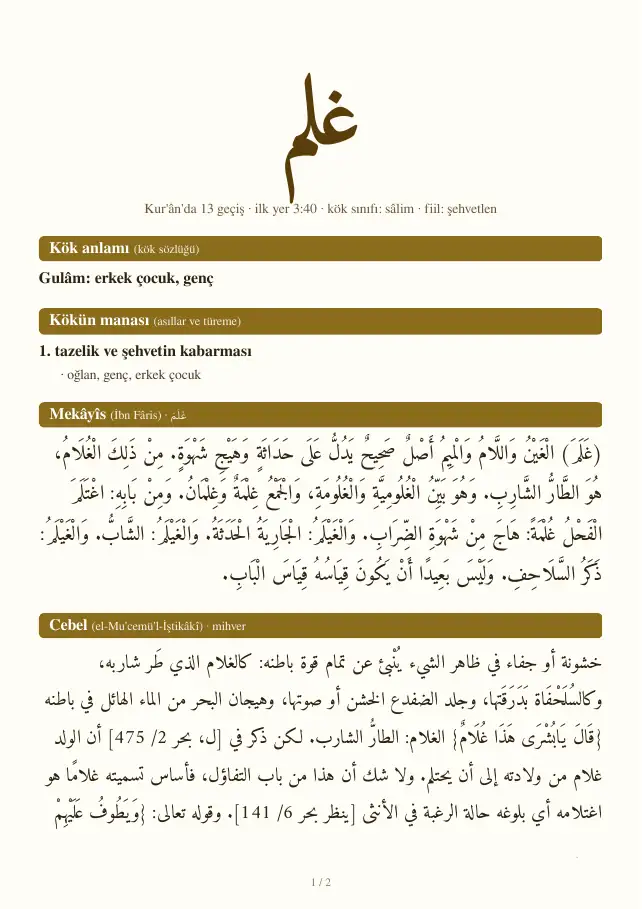 غلم
Kur'ân'da 13 geçiş · ilk yer 3:40 · kök sınıfı: sâlim · fiil: şehvetlen
Kök anlamı (kök sözlüğü)
Gulâm: erkek çocuk, genç
Kökün manası (asıllar ve türeme)
1. tazelik ve şehvetin kabarması
· oğlan, genç, erkek çocuk
Mekâyîs (İbn Fâris) · غَلَمَ
(غَلَمَ) الْغَيْنُ وَاللَّامُ وَالْمِيمُ أَصْلٌ صَحِيحٌ يَدُلُّ عَلَى حَدَاثَةٍ وَهَيْجِ شَهْوَةٍ. مِنْ ذَلِكَ الْغُلَامُ،
هُوَ الطَّارُّ الشَّارِبِ. وَهُوَ بَيِّنُ الْغُلُومِيَّةِ وَالْغُلُومَةِ، وَالْجَمْعُ غِلْمَةٌ وَغِلْمَانٌ. وَمِنْ بَابِهِ: اغْتَلَمَ
الْفَحْلُ غُلْمَةً: هَاجَ مِنْ شَهْوَةِ الضِّرَابِ. وَالْغَيْلَمُ: الْجَارِيَةُ الْحَدَثَةُ. وَالْغَيْلَمُ: الشَّابُّ. وَالْغَيْلَمُ:
ذَكَرُ السَّلَاحِفِ. وَلَيْسَ بَعِيدًا أَنْ يَكُونَ قِيَاسُهُ قِيَاسَ الْبَابِ.
Cebel (el-Mu'cemü'l-İştikâkî) · mihver
خشونة أو جفاء في ظاهر الشيء يُنْبئ عن تمام قوة باطنه: كالغلام الذي طَر شاربه،
وكالسُلَحْفَاة بَدَرَقَتها، وجلد الضفدع الخشن أو صوتها، وهيجان البحر من الماء الهائل في باطنه
{قَالَ يَابُشْرَى هَذَا غُلَامٌ} الغلام: الطارُّ الشارب. لكن ذكر في [ل، بحر 2/ 475] أن الولد
غلام من ولادته إلى أن يحتلم. ولا شك أن هذا من باب التفاؤل، فأساس تسميته غلامًا هو
اغتلامه أي بلوغه حالة الرغبة في الأنثى [ينظر بحر 6/ 141]. وقوله تعالى: {وَيَطُوفُ عَلَيْهِمْ
1 / 2